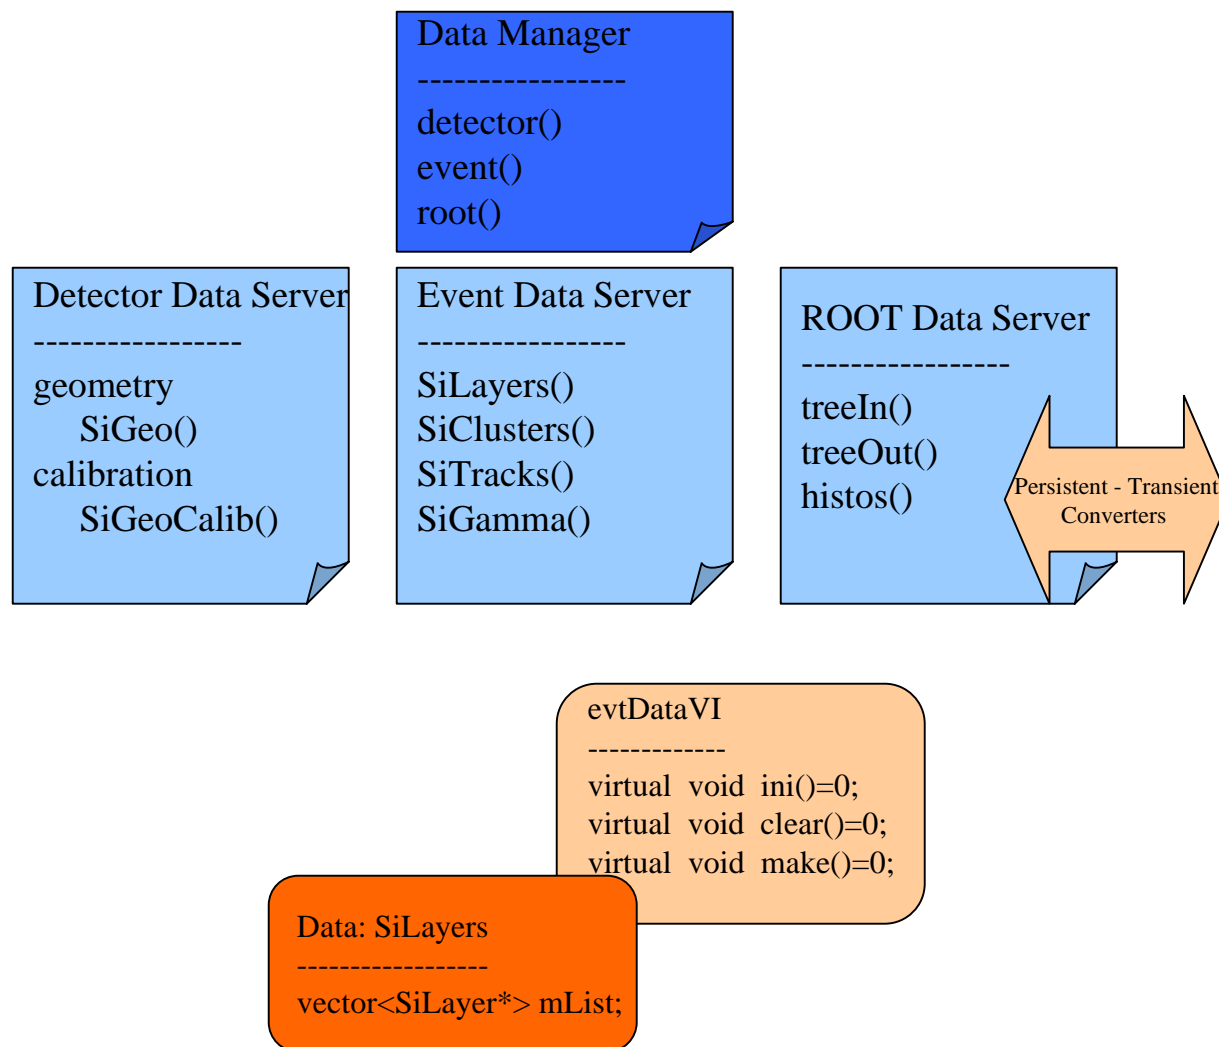 Data Manager
-----------------
detector()
event()
root()
Detector Data Server
-----------------
geometry
SiGeo()
calibration
SiGeoCalib()
Event Data Server
-----------------
SiLayers()
SiClusters()
SiTracks()
SiGamma()
ROOT Data Server
-----------------
treeIn()
treeOut()
histos()
Persistent - Transient
Converters
evtDataVI
-------------
virtual void ini()=0;
virtual void clear()=0;
virtual void make()=0;
Data: SiLayers
------------------
vector<SiLayer*> mList;